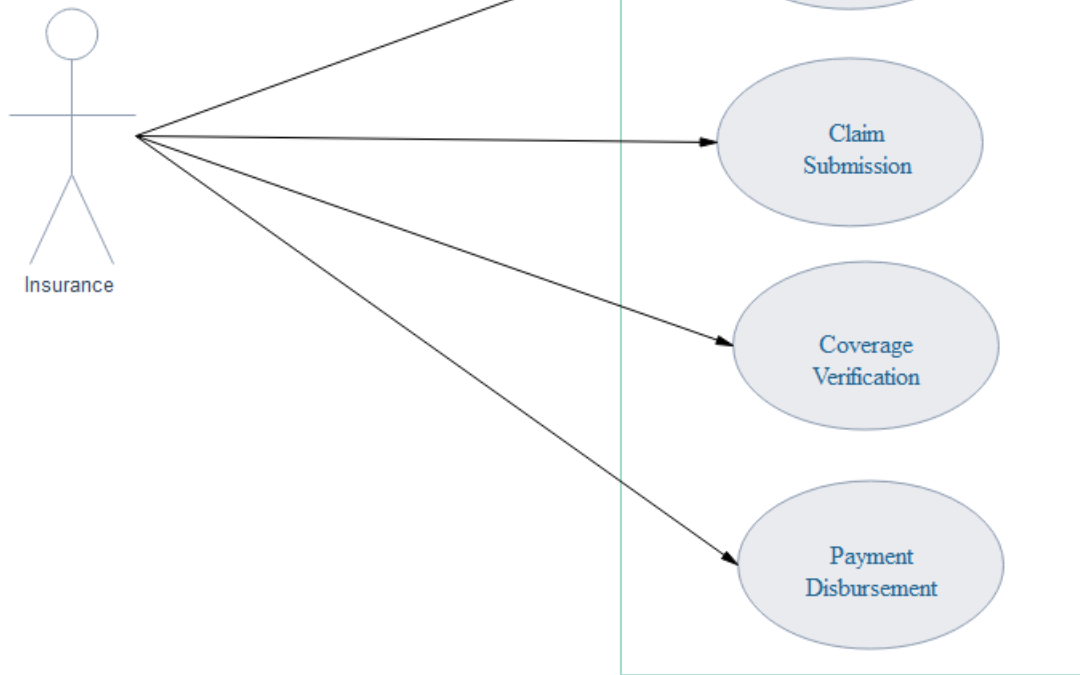 Claim
Submission
Insurance
Coverage
Verification
Payment
Disbursement